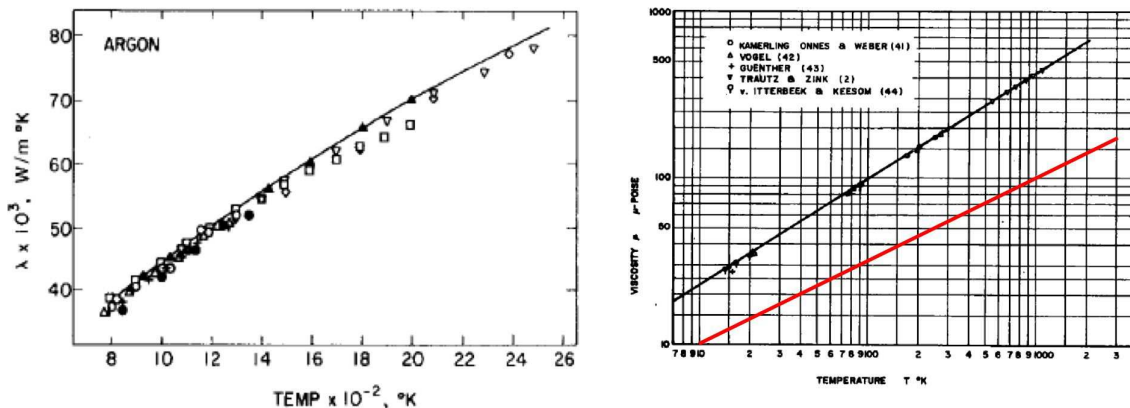 ARGON
80
70
60
50
40
λ x 10³, W/m °K
8 10 12 14 16 18 20 22 24 26
TEMP x 10⁻², °K
1000
500
100
50
10
VISCOSITY μ μ-POISE
○ KAMERLING ONNES & WEBER (41)
△ VOGEL (42)
+ GUENTHER (43)
▽ TRAUTZ & ZINK (2)
v. ITTERBEEK & KEESOM (44)
7 8 9 10 2 3 4 5 6 7 8 9 100 2 3 4 5 6 7 8 9 1000 2 3
TEMPERATURE T °K